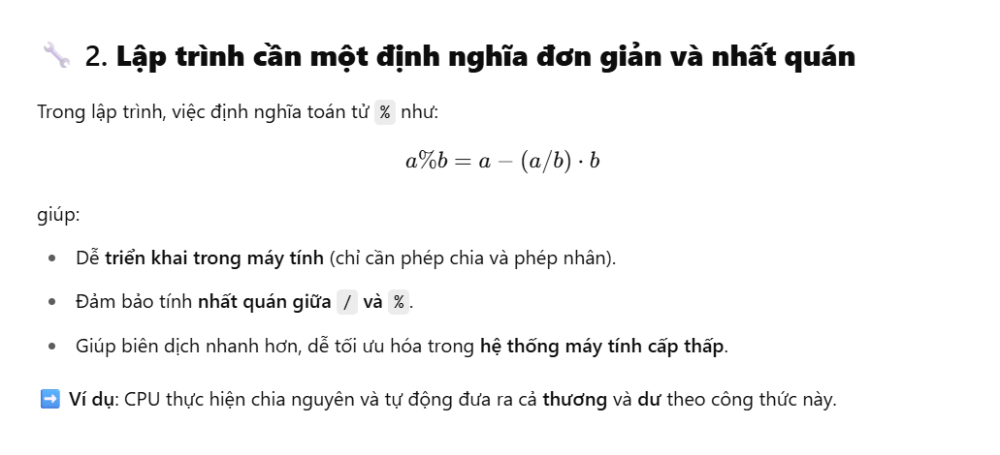 🔧 2. Lập trình cần một định nghĩa đơn giản và nhất quán
Trong lập trình, việc định nghĩa toán tử % như:
a%b = a − (a/b) · b
giúp:
• Dễ triển khai trong máy tính (chỉ cần phép chia và phép nhân).
• Đảm bảo tính nhất quán giữa / và %.
• Giúp biên dịch nhanh hơn, dễ tối ưu hóa trong hệ thống máy tính cấp thấp.
➡️ Ví dụ: CPU thực hiện chia nguyên và tự động đưa ra cả thương và dư theo công thức này.